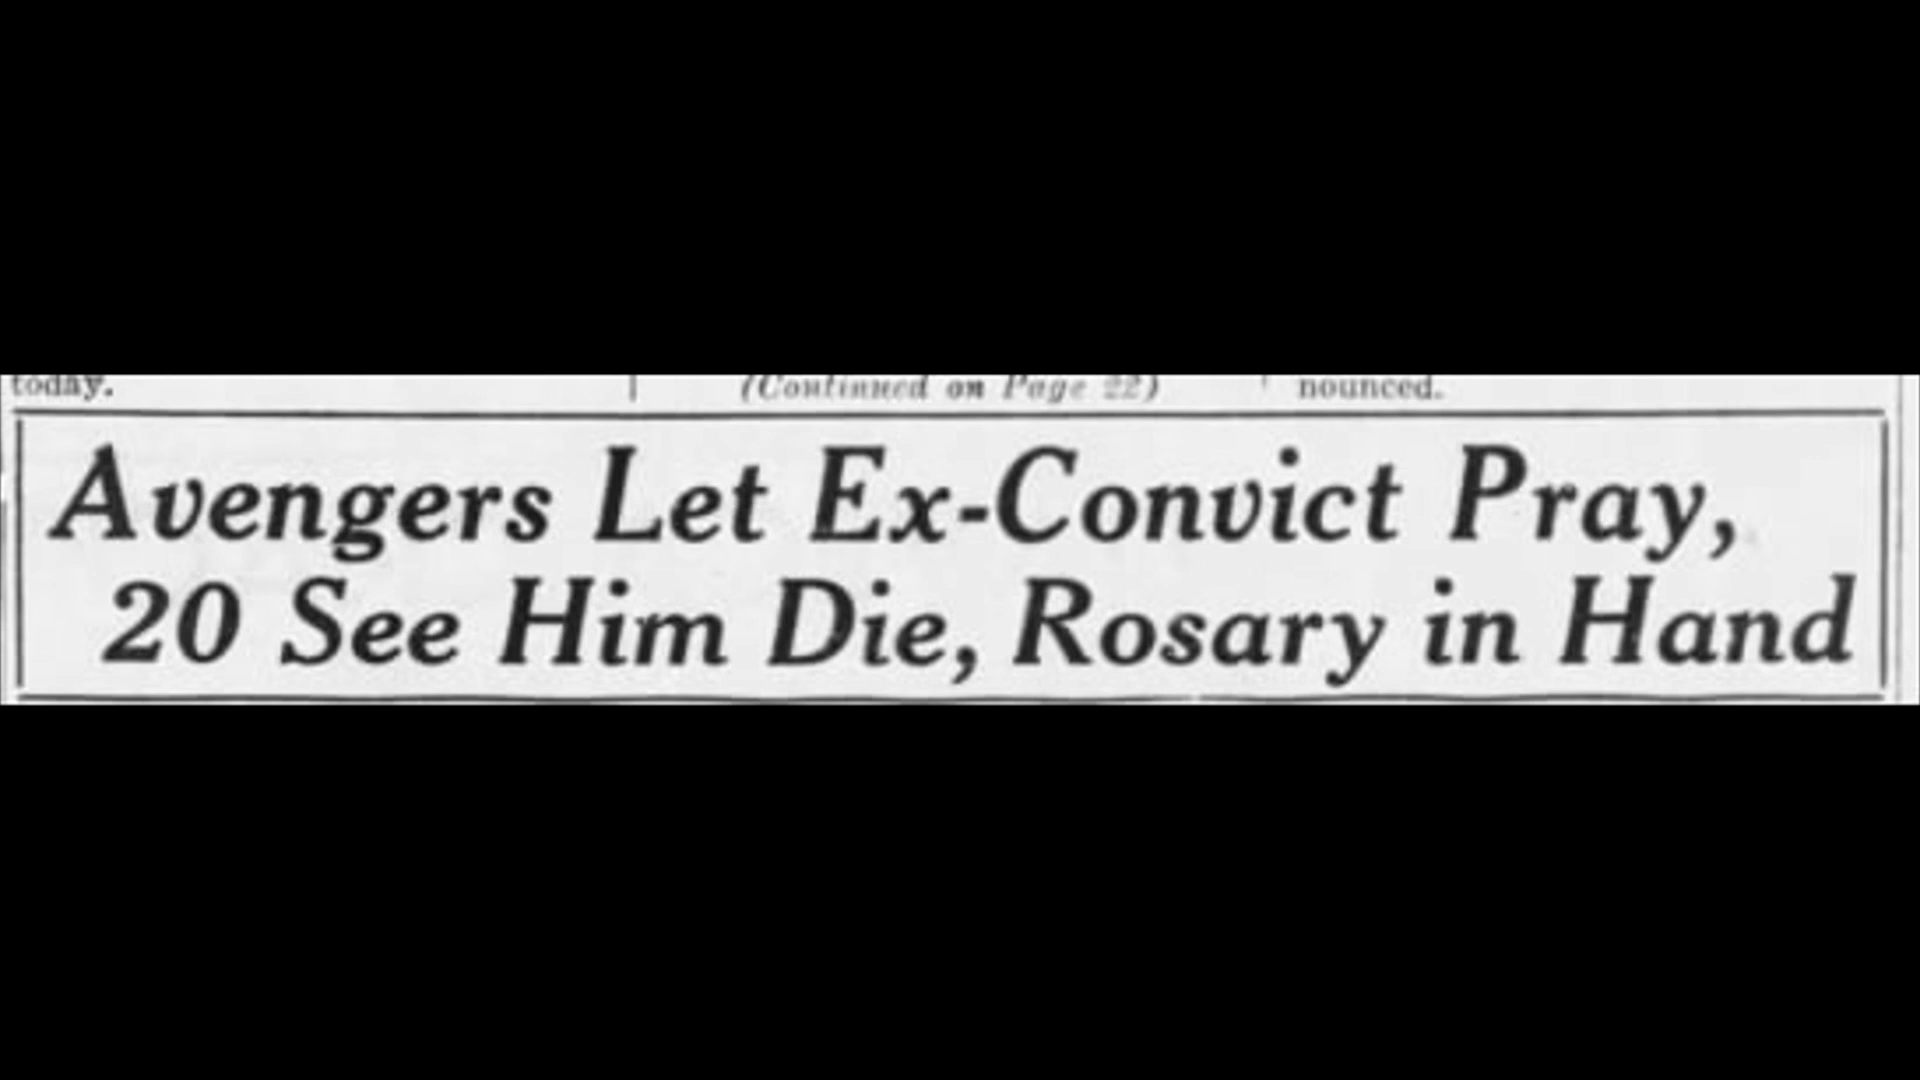 today.
(Continued on Page 22)
nounced.
Avengers Let Ex-Convict Pray,
20 See Him Die, Rosary in Hand